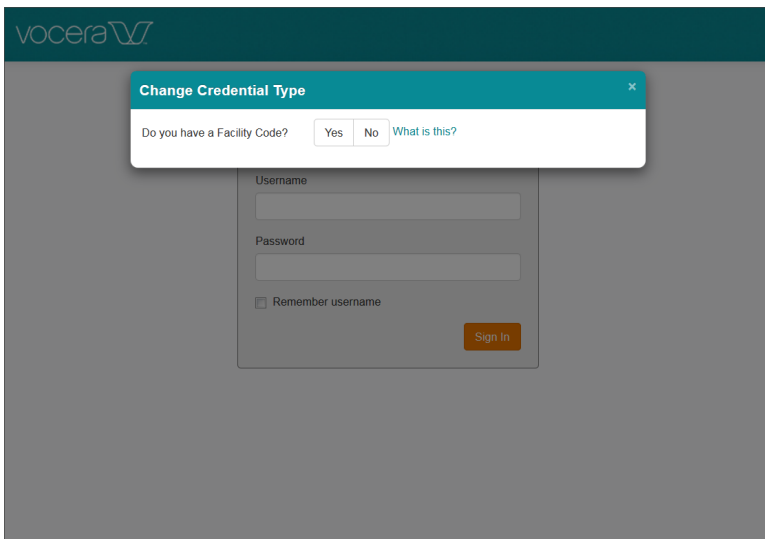 vocera
Change Credential Type ×
Do you have a Facility Code? Yes No What is this?
Username
Password
Remember username
Sign In